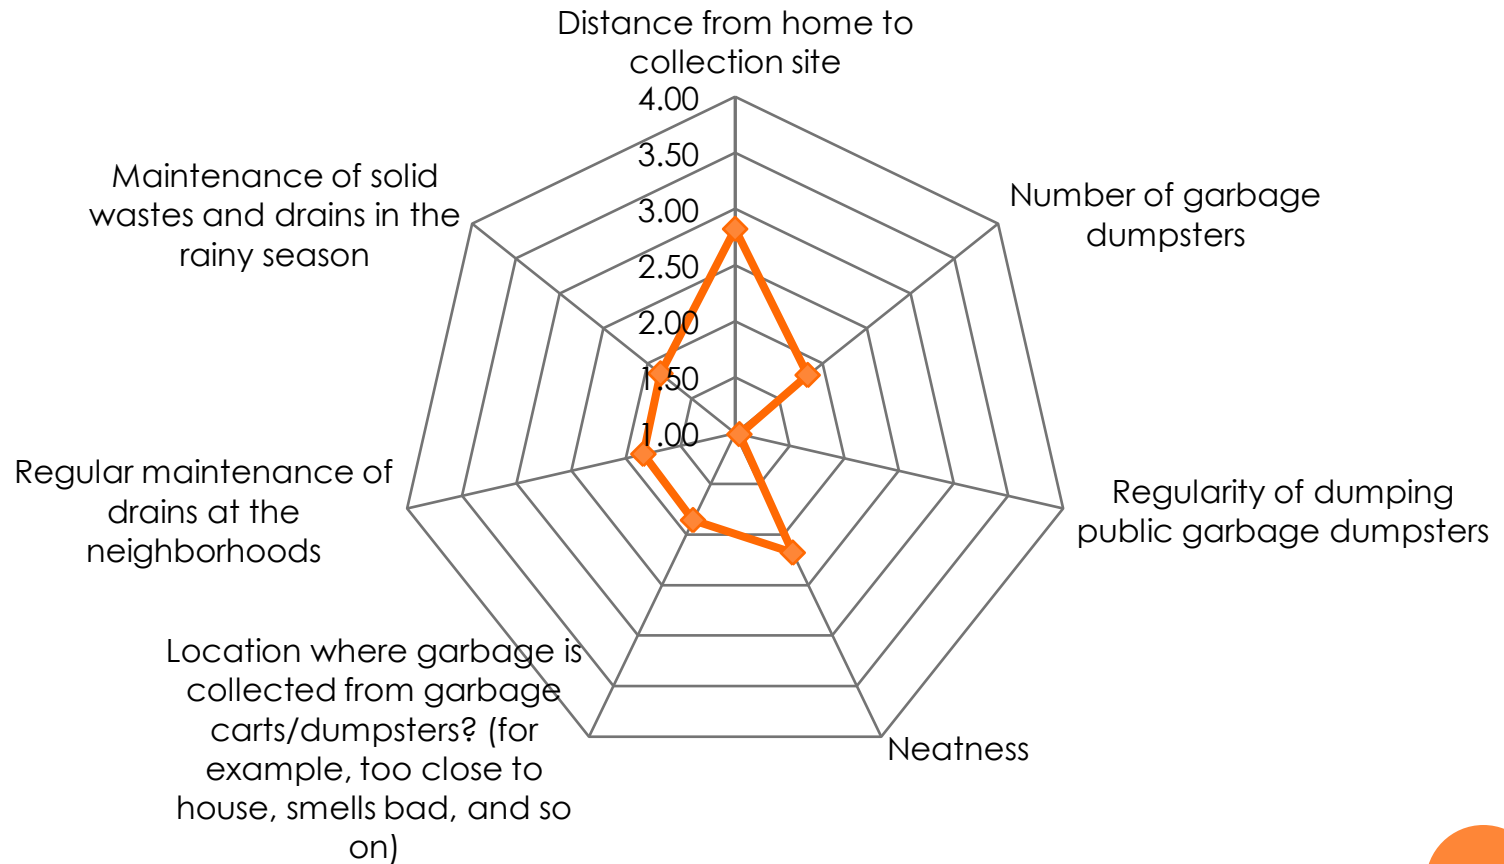 Distance from home to
collection site
4.00
3.50
3.00
2.50
2.00
1.50
1.00
Number of garbage
dumpsters
Regularity of dumping
public garbage dumpsters
Neatness
Location where garbage is
collected from garbage
carts/dumpsters? (for
example, too close to
house, smells bad, and so
on)
Regular maintenance of
drains at the
neighborhoods
Maintenance of solid
wastes and drains in the
rainy season